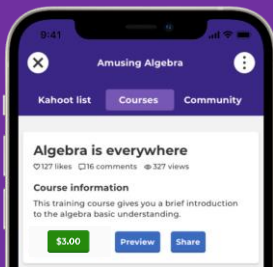 9:41
Amusing Algebra
Kahoot list Courses Community
Algebra is everywhere
127 likes 16 comments 327 views
Course information
This training course gives you a brief introduction
to the algebra basic understanding.
$3.00 Preview Share